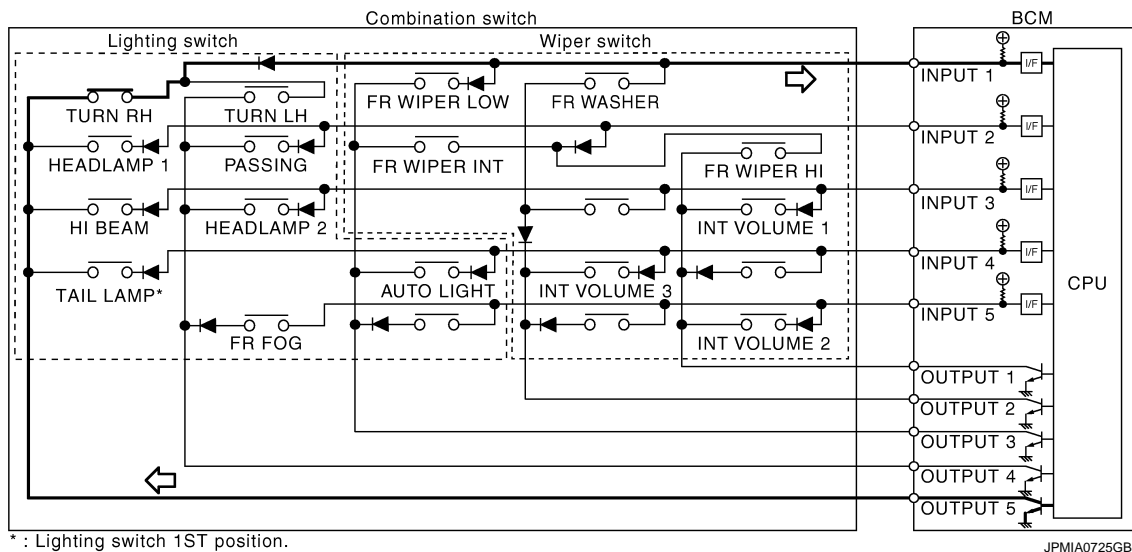 Combination switch
BCM
Lighting switch
Wiper switch
INPUT 1
I/F
TURN RH
TURN LH
FR WIPER LOW
FR WASHER
INPUT 2
I/F
HEADLAMP 1
PASSING
FR WIPER INT
FR WIPER HI
INPUT 3
I/F
HI BEAM
HEADLAMP 2
INT VOLUME 1
INPUT 4
I/F
CPU
TAIL LAMP*
AUTO LIGHT
INT VOLUME 3
INPUT 5
I/F
FR FOG
INT VOLUME 2
OUTPUT 1
OUTPUT 2
OUTPUT 3
OUTPUT 4
OUTPUT 5
* : Lighting switch 1ST position.
JPMIA0725GB